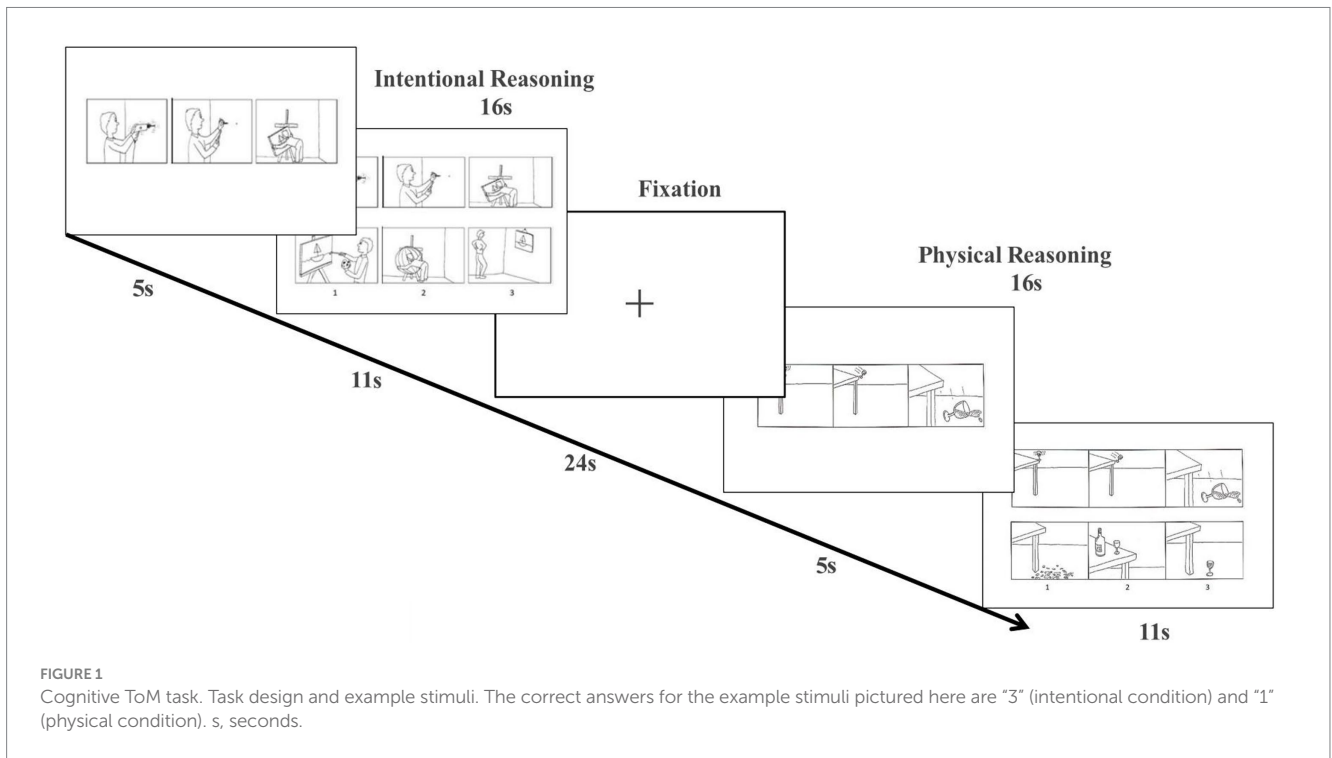 Intentional Reasoning
16s
Fixation
Physical Reasoning
16s
5s
1 2 3
11s
24s
5s
1 2 3
11s
FIGURE 1
Cognitive ToM task. Task design and example stimuli. The correct answers for the example stimuli pictured here are “3” (intentional condition) and “1”
(physical condition). s, seconds.